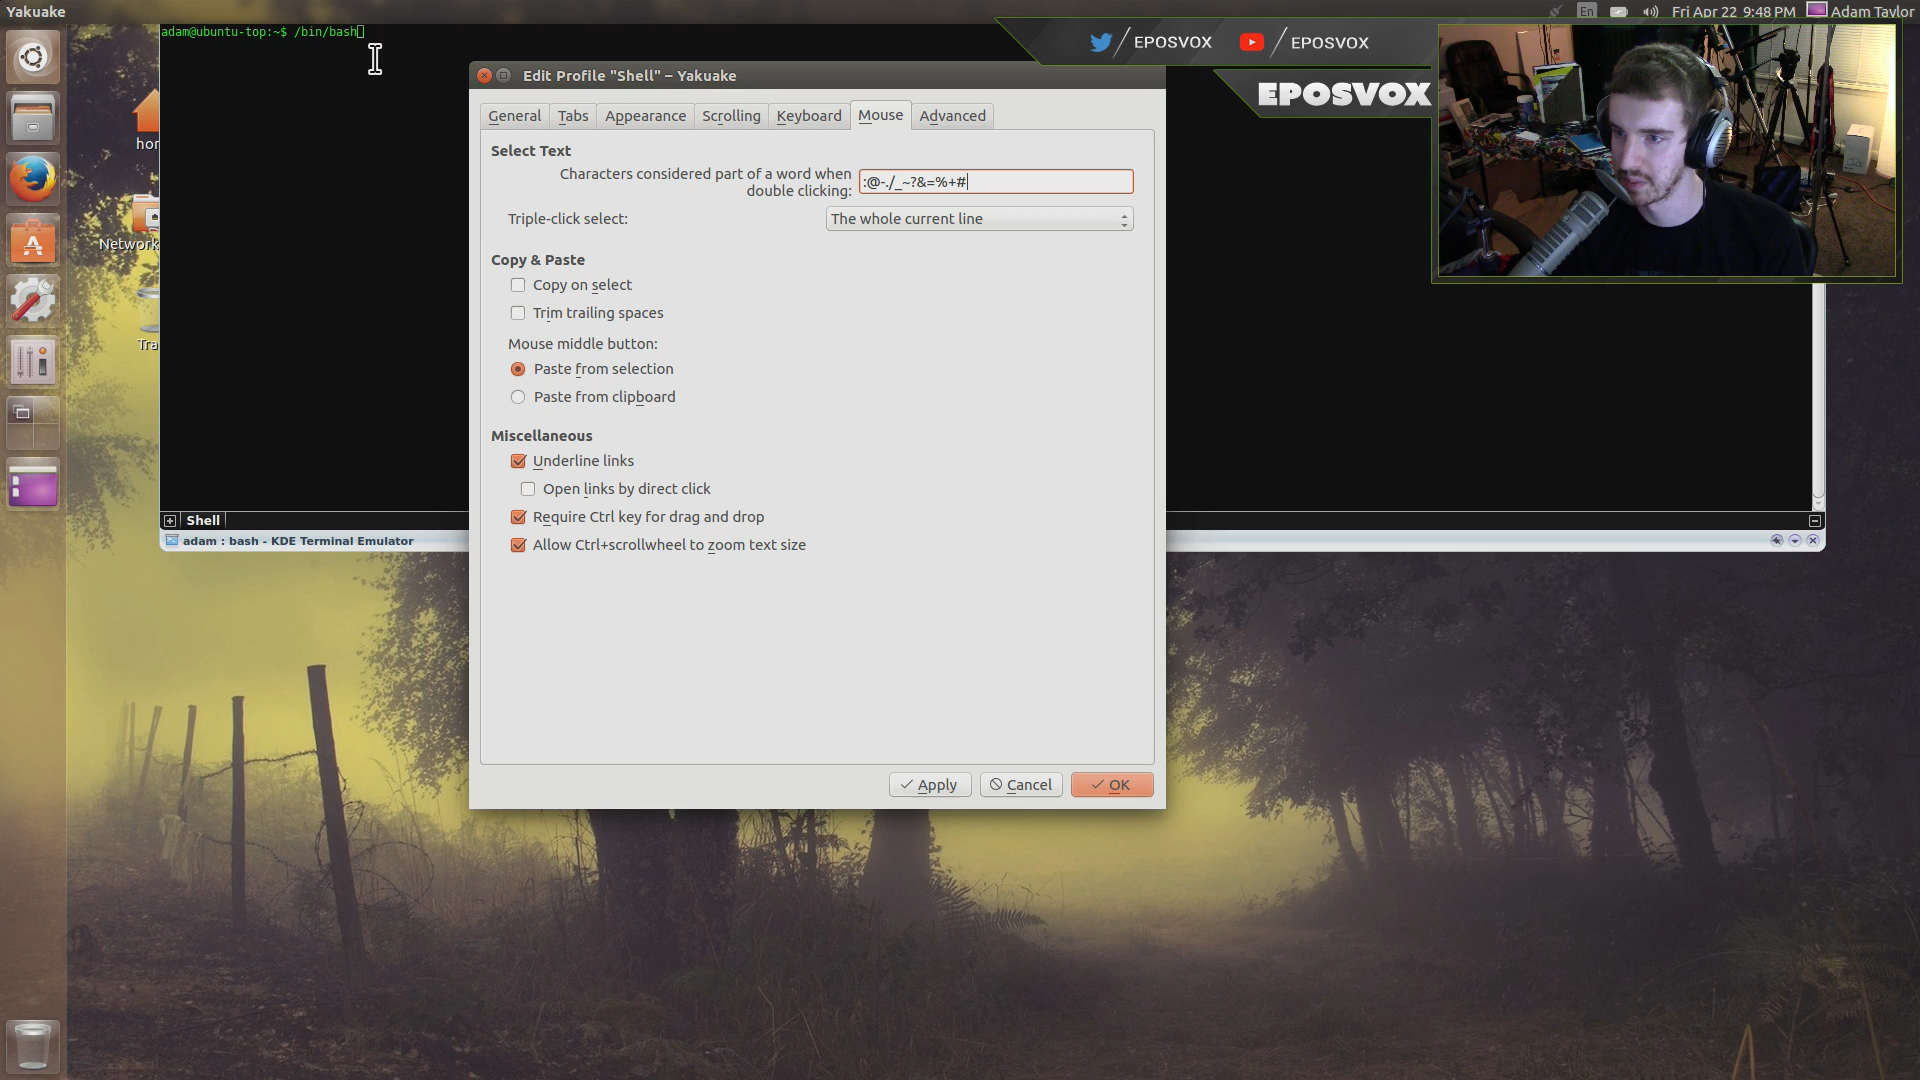 Yakuake
En
Fri Apr 22 9:48 PM
Adam Taylor
adam@ubuntu-top:~$ /bin/bash
EPOSVOX
EPOSVOX
EPOSVOX
Edit Profile "Shell" – Yakuake
General
Tabs
Appearance
Scrolling
Keyboard
Mouse
Advanced
Select Text
Characters considered part of a word when
double clicking:
:@-./_~?&=%+#
Triple-click select:
The whole current line
Copy & Paste
Copy on select
Trim trailing spaces
Mouse middle button:
Paste from selection
Paste from clipboard
Miscellaneous
Underline links
Open links by direct click
Require Ctrl key for drag and drop
Allow Ctrl+scrollwheel to zoom text size
Apply
Cancel
OK
hom
Network
Tra
Shell
adam : bash - KDE Terminal Emulator